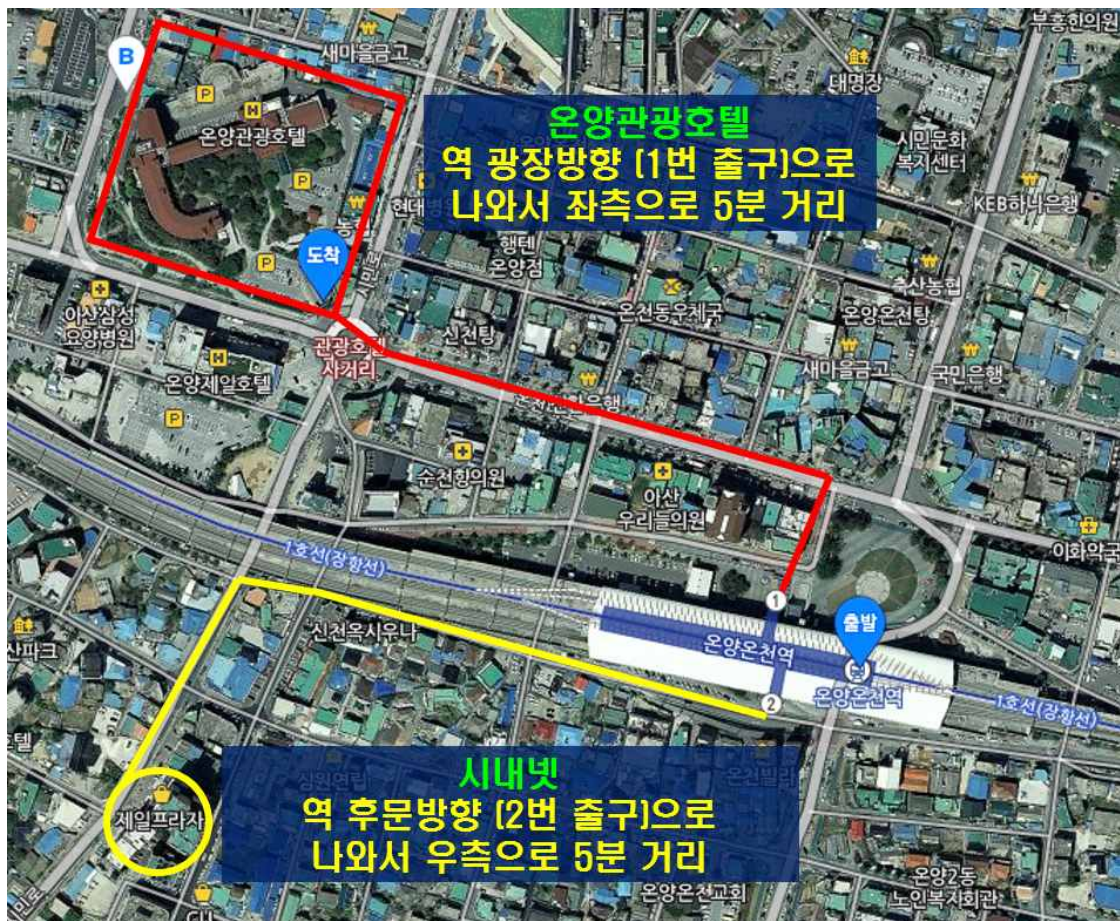 부흥한의원
B
새마을금고
대명장
P
H
온양관광호텔
시민문화
복지센터
온양관광호텔
역 광장방향 (1번 출구)으로
나와서 좌측으로 5분 거리
P
KEB하나은행
농협
행텐
온양점
P
도착
축산농협
온천동우체국
온양온천탕
아산삼성
요양병원
신천탕
관광호텔
사거리
새마을금고
국민은행
H
온양제일호텔
P
순천향의원
아산
우리들의원
이화약국
1호선(장항선)
1
출발
신천옥시우나
온양온천역
온양온천역
2
1호선(장항선)
시내넷
역 후문방향 (2번 출구)으로
나와서 우측으로 5분 거리
제일프라자
온양2동
노인복지회관
온양온천교회
CU